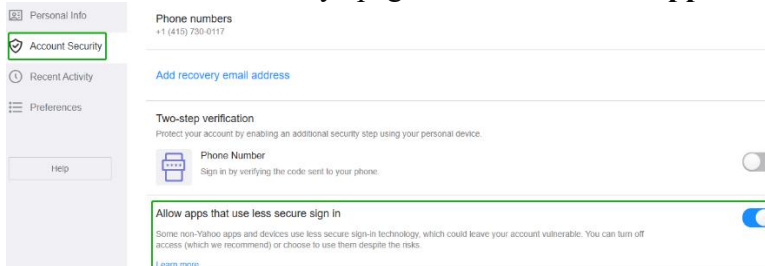 Personal Info
Account Security
Recent Activity
Preferences
Help
Phone numbers
+1 (415) 730-0117
Add recovery email address
Two-step verification
Protect your account by enabling an additional security step using your personal device.
Phone Number
Sign in by verifying the code sent to your phone.
Allow apps that use less secure sign in
Some non-Yahoo apps and devices use less secure sign-in technology, which could leave your account vulnerable. You can turn off
access (which we recommend) or choose to use them despite the risks.
Learn more